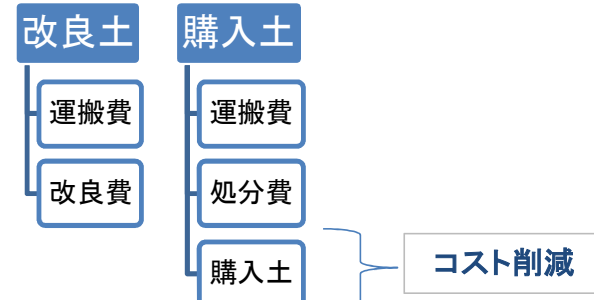 改良土
購入土
運搬費
運搬費
改良費
処分費
購入土
コスト削減